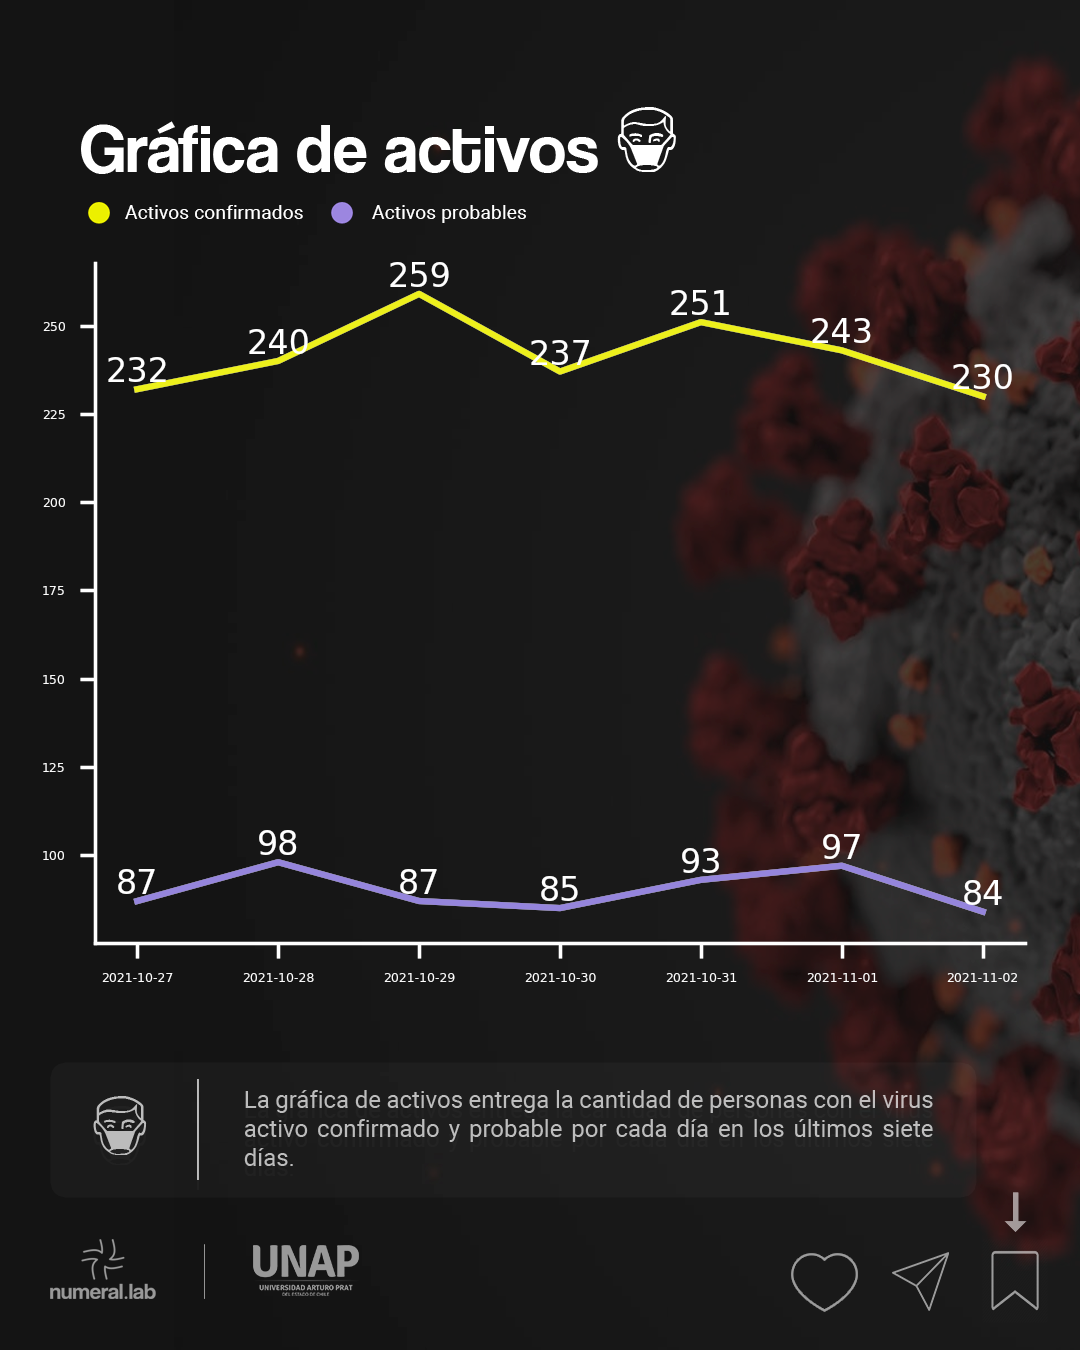 Gráfica de activos
Activos confirmados Activos probables
259
251
250
243
240
237
232
230
225
200
175
150
125
98
97
100
93
87
87
85
84
2021-10-27 2021-10-28 2021-10-29 2021-10-30 2021-10-31 2021-11-01 2021-11-02
La gráfica de activos entrega la cantidad de personas con el virus
activo confirmado y probable por cada día en los últimos siete
días.
numeral.lab
UNAP
UNIVERSIDAD ARTURO PRAT
DEL ESTADO DE CHILE